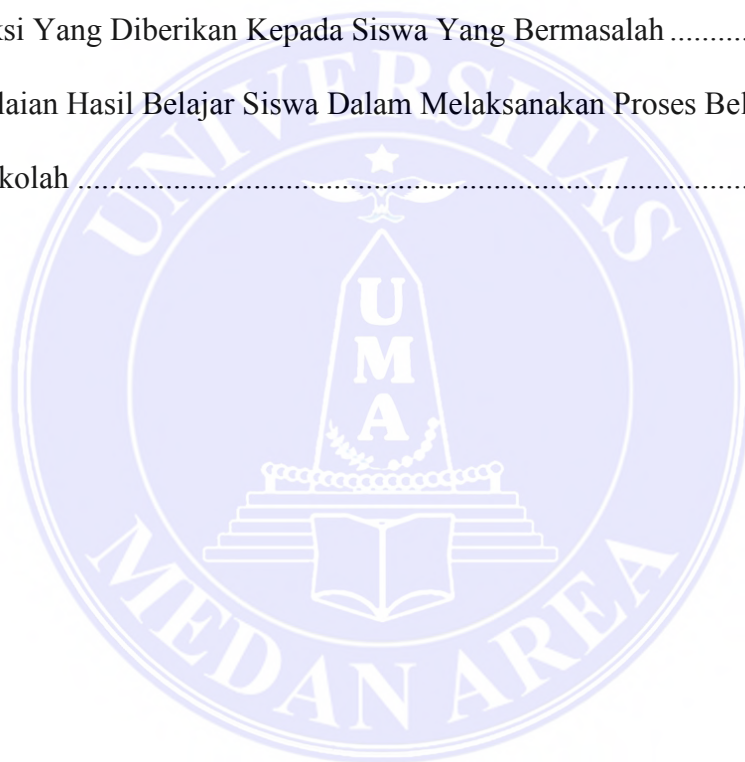 ksi Yang Diberikan Kepada Siswa Yang Bermasalah ..........
laian Hasil Belajar Siswa Dalam Melaksanakan Proses Bel
kolah .....................................................................................
UNIVERSITAS
U
M
A
MEDAN AREA